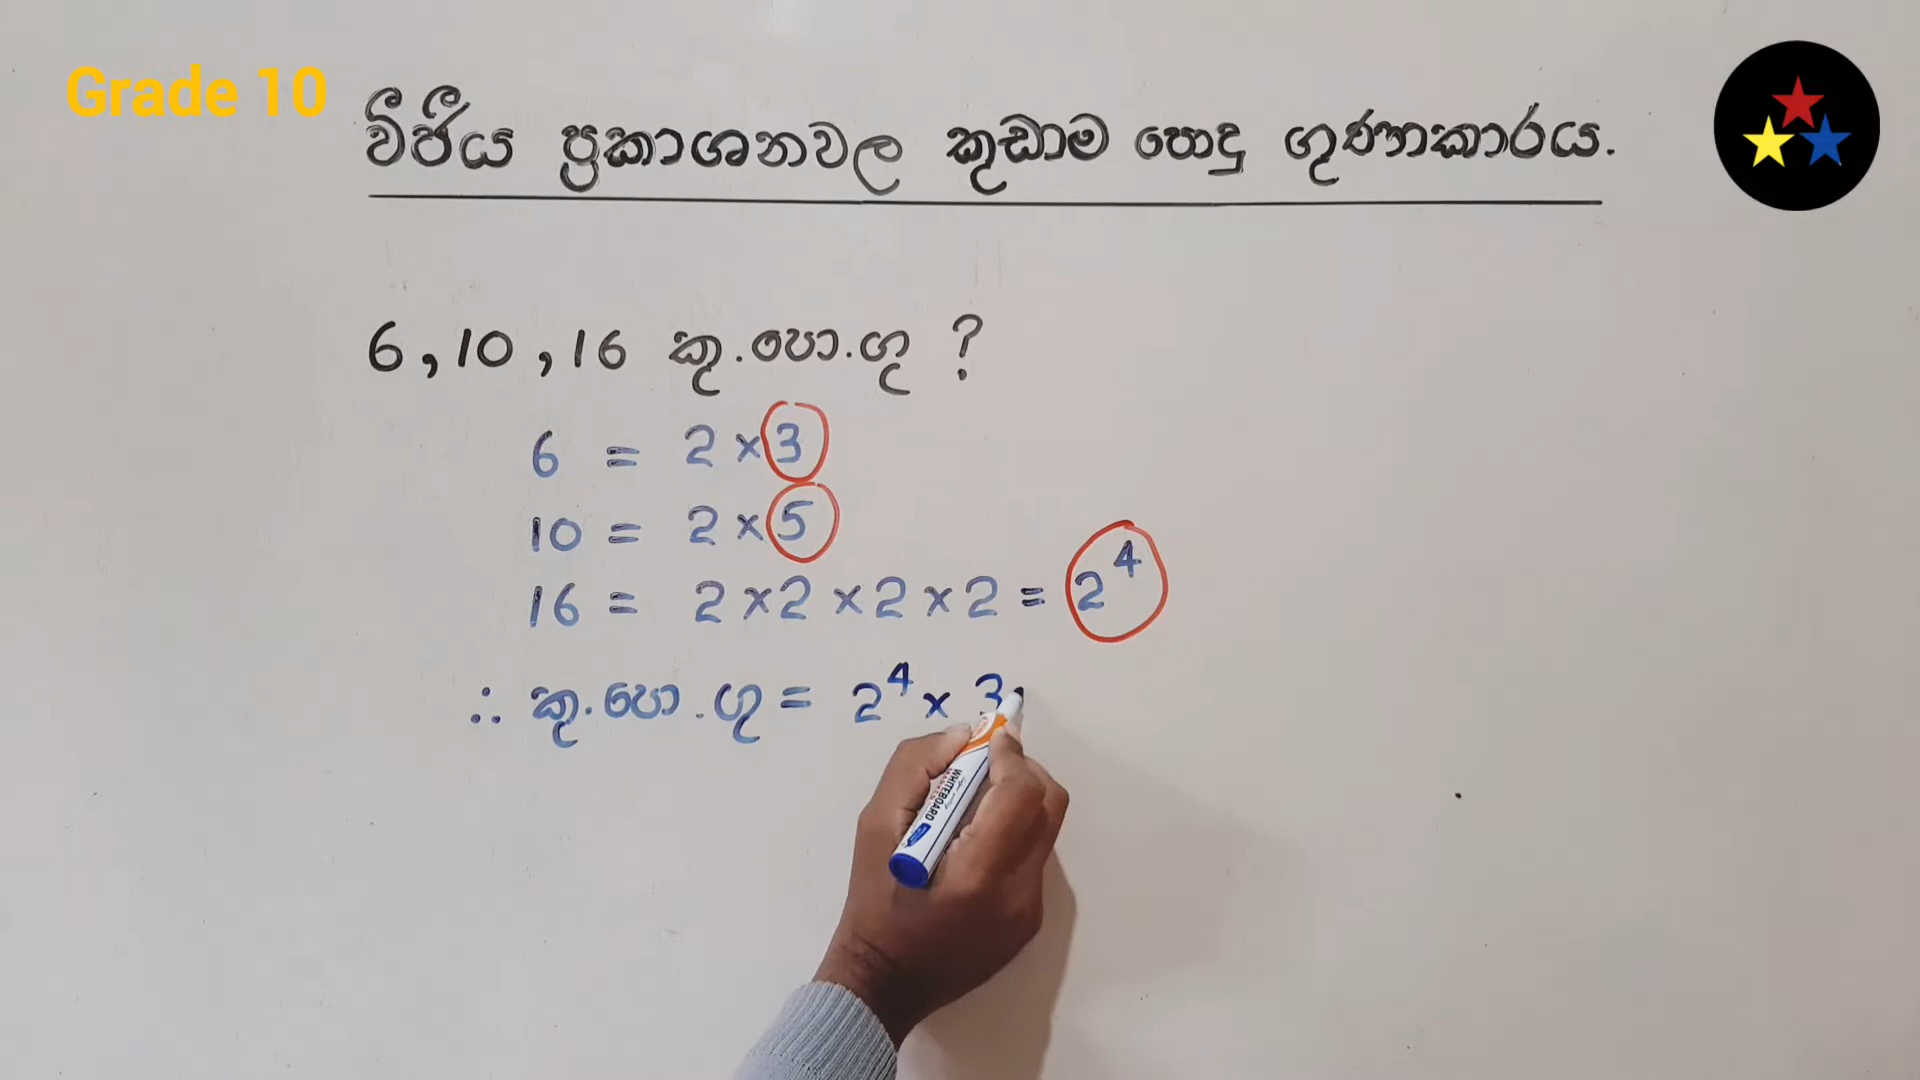 Grade 10
වීජීය ප්‍රකාශනවල කුඩාම පොදු ගුණාකාරය.
6, 10, 16 කු.පො.ගු ?
6 = 2 × 3
10 = 2 × 5
16 = 2 × 2 × 2 × 2 = 2⁴
∴ කු.පො.ගු = 2⁴ × 3
WHITEBOARD